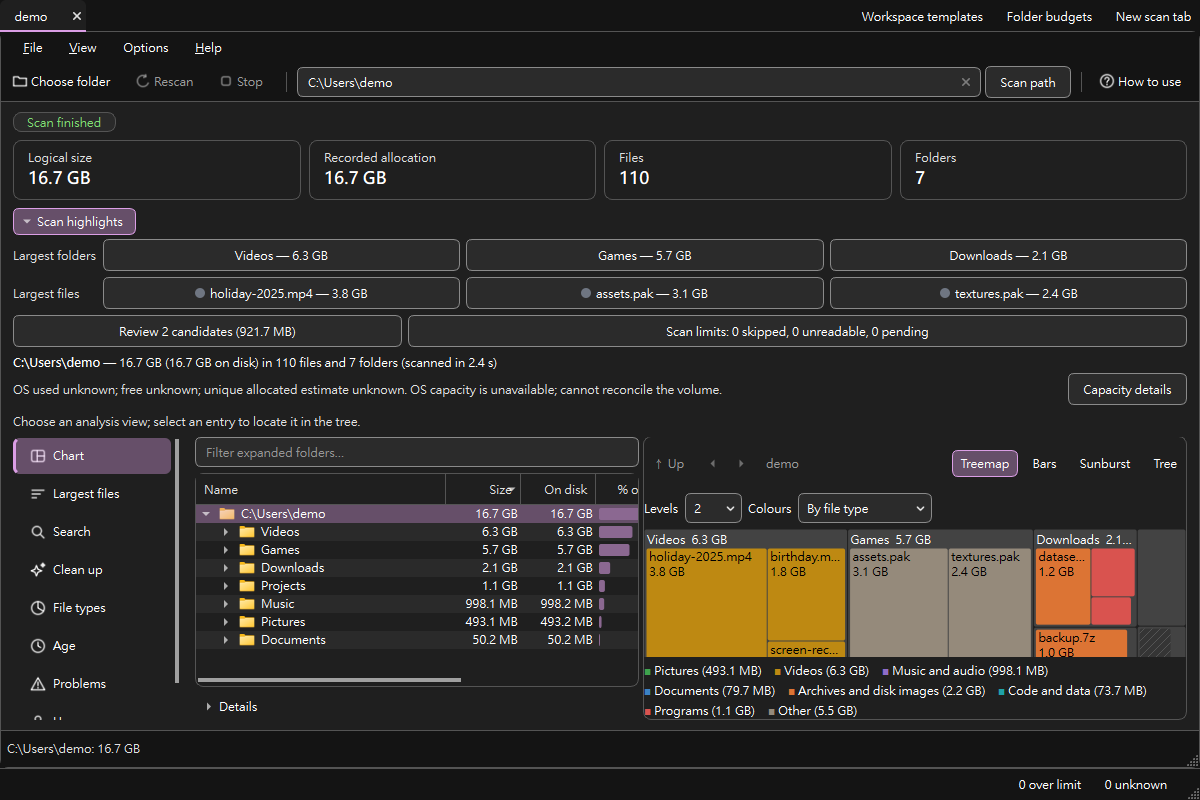 demo
Workspace templates Folder budgets New scan tab
File View Options Help
Choose folder Rescan Stop C:\Users\demo Scan path How to use
Scan finished
Logical size Recorded allocation Files Folders
16.7 GB 16.7 GB 110 7
Scan highlights
Largest folders Videos — 6.3 GB Games — 5.7 GB Downloads — 2.1 GB
Largest files holiday-2025.mp4 — 3.8 GB assets.pak — 3.1 GB textures.pak — 2.4 GB
Review 2 candidates (921.7 MB) Scan limits: 0 skipped, 0 unreadable, 0 pending
C:\Users\demo — 16.7 GB (16.7 GB on disk) in 110 files and 7 folders (scanned in 2.4 s)
OS used unknown; free unknown; unique allocated estimate unknown. OS capacity is unavailable; cannot reconcile the volume. Capacity details
Choose an analysis view; select an entry to locate it in the tree.
Chart
Largest files
Search
Clean up
File types
Age
Problems
Filter expanded folders...
Name Size On disk % o
C:\Users\demo 16.7 GB 16.7 GB
Videos 6.3 GB 6.3 GB
Games 5.7 GB 5.7 GB
Downloads 2.1 GB 2.1 GB
Projects 1.1 GB 1.1 GB
Music 998.1 MB 998.2 MB
Pictures 493.1 MB 493.2 MB
Documents 50.2 MB 50.2 MB
Details
↑ Up demo Treemap Bars Sunburst Tree
Levels 2 Colours By file type
Videos 6.3 GB Games 5.7 GB Downloads 2.1...
holiday-2025.mp4 birthday.m... assets.pak textures.pak datase...
3.8 GB 1.8 GB 3.1 GB 2.4 GB 1.2 GB
screen-rec... backup.7z
1.0 GB
Pictures (493.1 MB) Videos (6.3 GB) Music and audio (998.1 MB)
Documents (79.7 MB) Archives and disk images (2.2 GB) Code and data (73.7 MB)
Programs (1.1 GB) Other (5.5 GB)
C:\Users\demo: 16.7 GB
0 over limit 0 unknown